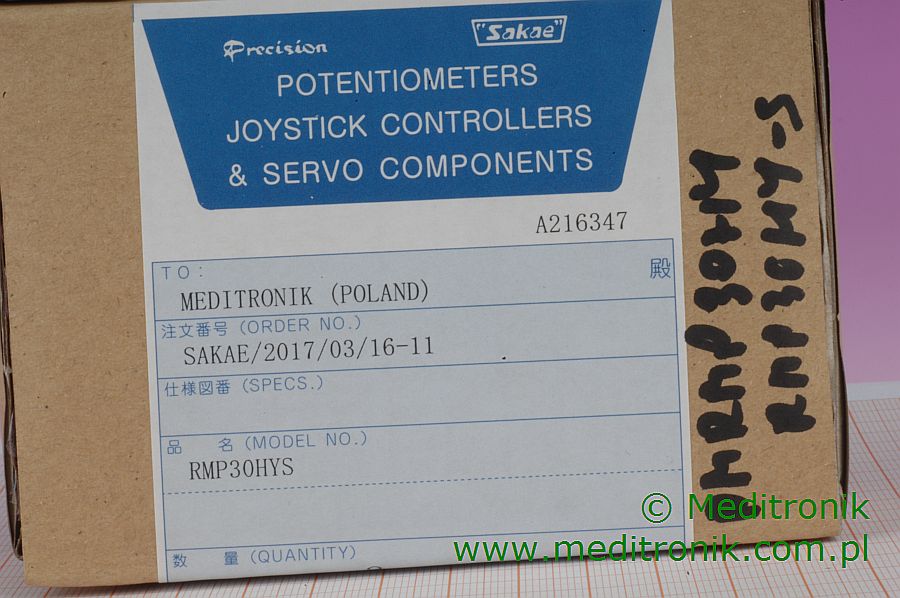 Precision
"Sakae"
POTENTIOMETERS
JOYSTICK CONTROLLERS
& SERVO COMPONENTS
A216347
TO:
殿
MEDITRONIK (POLAND)
注文番号 (ORDER NO.)
SAKAE/2017/03/16-11
仕様図番 (SPECS.)
品 名 (MODEL NO.)
RMP30HYS
数 量 (QUANTITY)
RMP30HY-S
© Meditronik
www.meditronik.com.pl